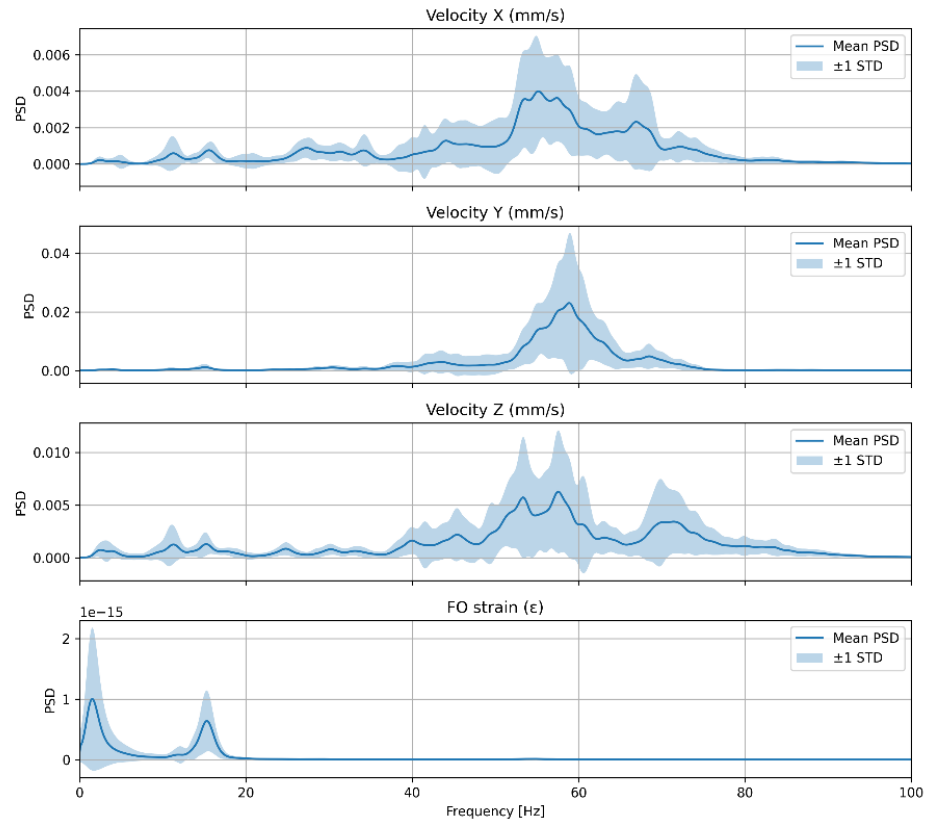 Velocity X (mm/s)
PSD
0.006
0.004
0.002
0.000
Mean PSD
±1 STD
Velocity Y (mm/s)
PSD
0.04
0.02
0.00
Mean PSD
±1 STD
Velocity Z (mm/s)
PSD
0.010
0.005
0.000
Mean PSD
±1 STD
1e−15
FO strain (ε)
PSD
2
1
0
Mean PSD
±1 STD
0 20 40 60 80 100
Frequency [Hz]